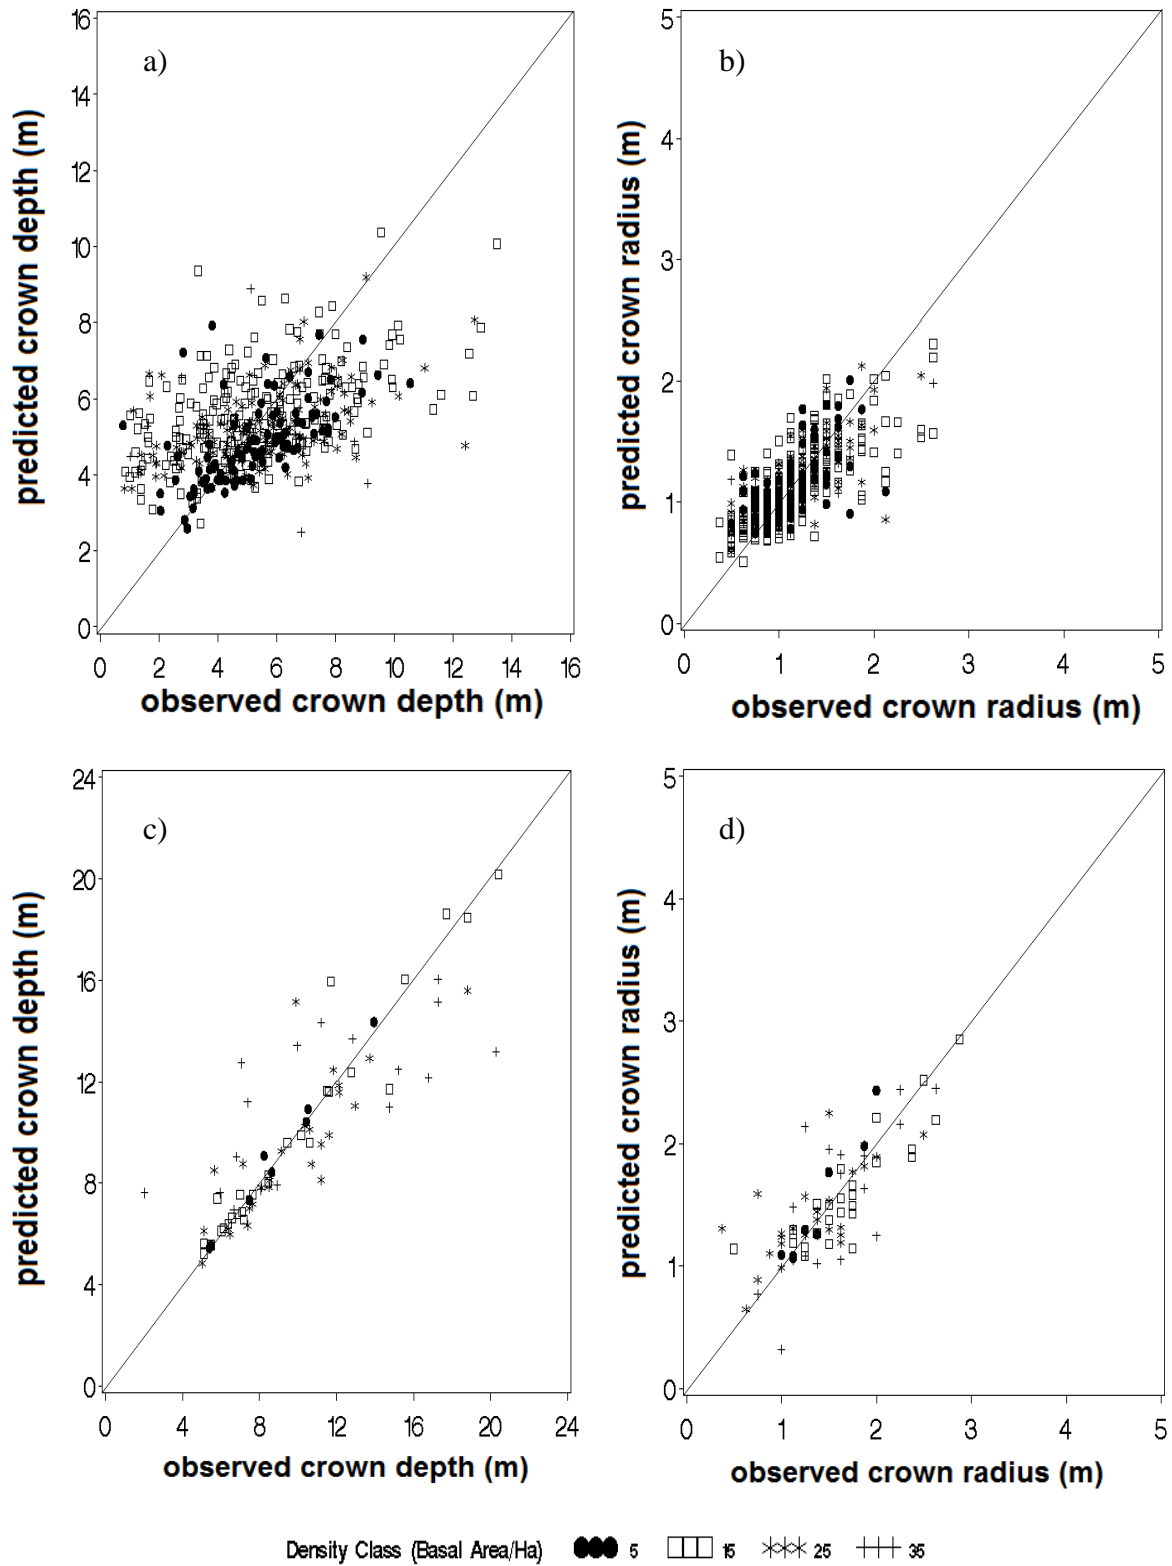 a)
predicted crown depth (m)
16
14
12
10
8
6
4
2
0
0 2 4 6 8 10 12 14 16
observed crown depth (m)
b)
predicted crown radius (m)
5
4
3
2
1
0
0 1 2 3 4 5
observed crown radius (m)
c)
predicted crown depth (m)
24
20
16
12
8
4
0
0 4 8 12 16 20 24
observed crown depth (m)
d)
predicted crown radius (m)
5
4
3
2
1
0
0 1 2 3 4 5
observed crown radius (m)
Density Class (Basal Area/Ha) 5 15 25 35